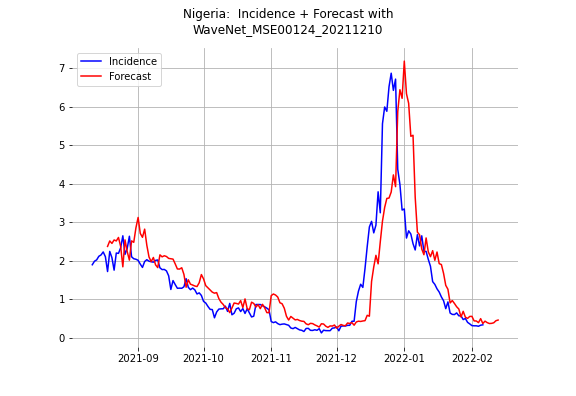 Nigeria:  Incidence + Forecast with
WaveNet_MSE00124_20211210
Incidence
Forecast
7
6
5
4
3
2
1
0
2021-09 2021-10 2021-11 2021-12 2022-01 2022-02